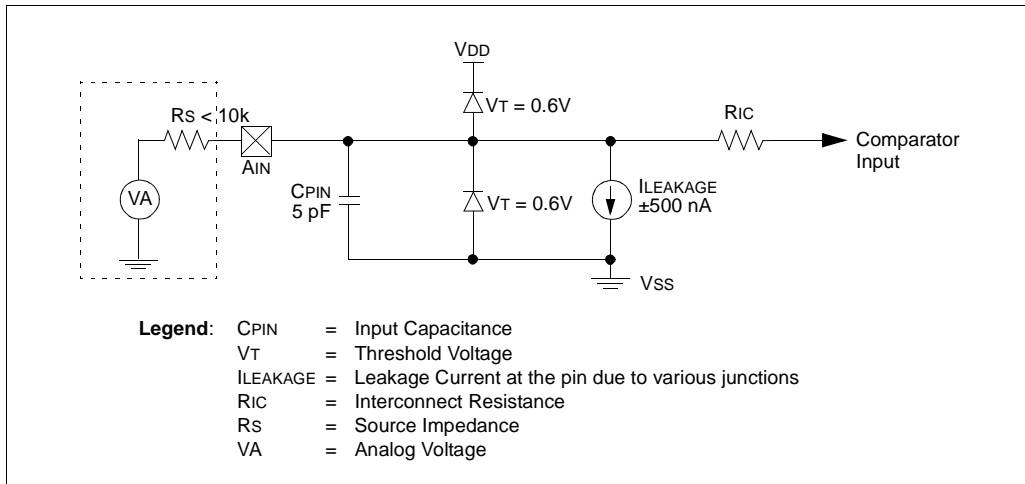 VDD
VT = 0.6V
RS < 10k
RIC
AIN
Comparator
Input
VA
CPIN
5 pF
VT = 0.6V
ILEAKAGE
±500 nA
VSS
Legend: CPIN = Input Capacitance
VT = Threshold Voltage
ILEAKAGE = Leakage Current at the pin due to various junctions
RIC = Interconnect Resistance
RS = Source Impedance
VA = Analog Voltage